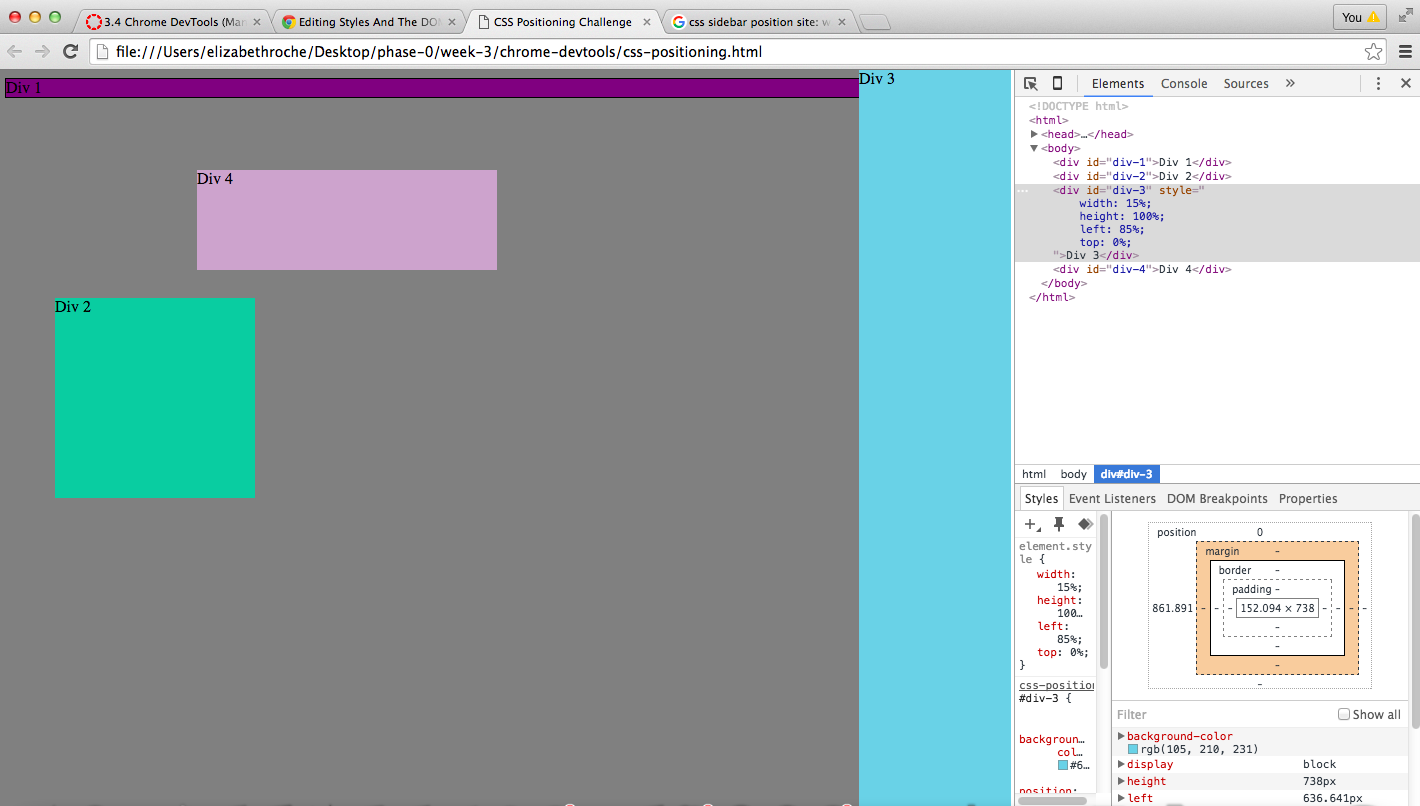 3.4 Chrome DevTools (Man
Editing Styles And The DO
CSS Positioning Challenge
css sidebar position site: w
You
file:///Users/elizabethroche/Desktop/phase-0/week-3/chrome-devtools/css-positioning.html
Div 1
Div 4
Div 2
Div 3
Elements Console Sources »
<!DOCTYPE html>
<html>
<head>…</head>
<body>
<div id="div-1">Div 1</div>
<div id="div-2">Div 2</div>
<div id="div-3" style="
width: 15%;
height: 100%;
left: 85%;
top: 0%;
">Div 3</div>
<div id="div-4">Div 4</div>
</body>
</html>
html body div#div-3
Styles Event Listeners DOM Breakpoints Properties
element.sty
le {
width:
15%;
height:
100…
left:
85%;
top: 0%;
}
css-position
#div-3 {
backgroun…
col…
#6…
position:
position 0
margin -
border -
padding -
861.891 - - - 152.094 × 738 - - -
-
-
-
-
Filter Show all
background-color
rgb(105, 210, 231)
display block
height 738px
left 636.641px